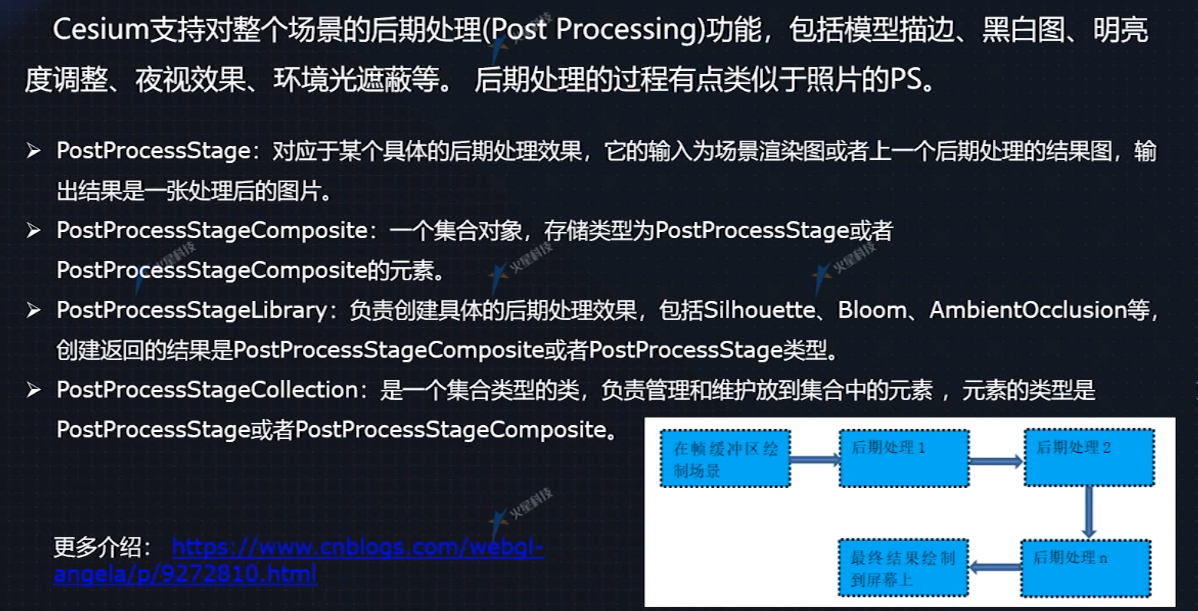 Cesium支持对整个场景的后期处理(Post Processing)功能，包括模型描边、黑白图、明亮
度调整、夜视效果、环境光遮蔽等。 后期处理的过程有点类似于照片的PS。
➢ PostProcessStage：对应于某个具体的后期处理效果，它的输入为场景渲染图或者上一个后期处理的结果图，输
出结果是一张处理后的图片。
➢ PostProcessStageComposite：一个集合对象，存储类型为PostProcessStage或者
PostProcessStageComposite的元素。
➢ PostProcessStageLibrary：负责创建具体的后期处理效果，包括Silhouette、Bloom、AmbientOcclusion等，
创建返回的结果是PostProcessStageComposite或者PostProcessStage类型。
➢ PostProcessStageCollection：是一个集合类型的类，负责管理和维护放到集合中的元素 ，元素的类型是
PostProcessStage或者PostProcessStageComposite。
在帧缓冲区绘
制场景
后期处理1
后期处理2
后期处理n
最终结果绘制
到屏幕上
更多介绍： https://www.cnblogs.com/webgl-
angela/p/9272810.html
火星科技
火星科技
火星科技
火星科技